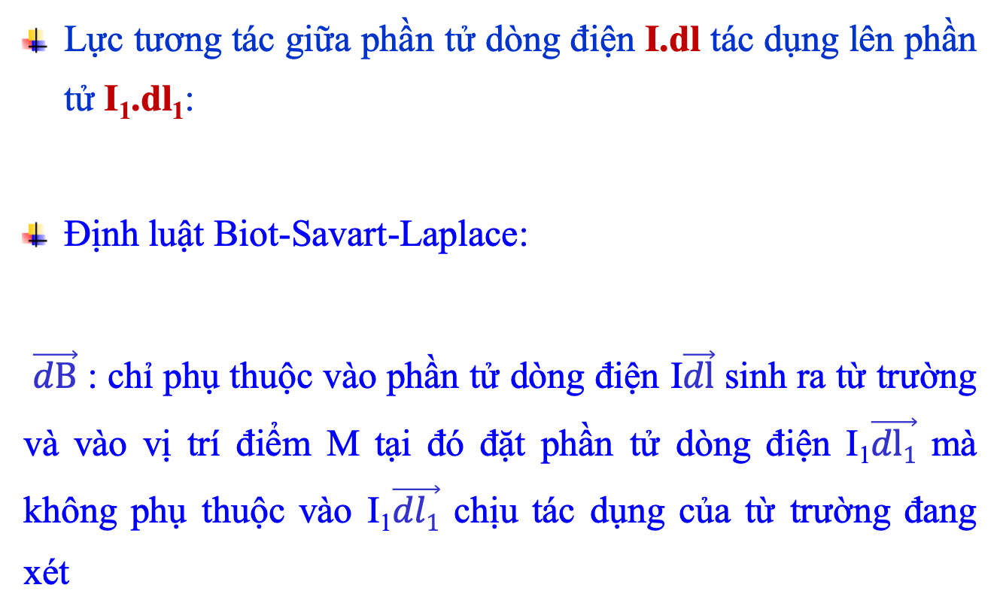 Lực tương tác giữa phần tử dòng điện I.dl tác dụng lên phần
tử I₁.dl₁:
Định luật Biot-Savart-Laplace:
$\overrightarrow{dB}$ : chỉ phụ thuộc vào phần tử dòng điện I$\overrightarrow{dl}$ sinh ra từ trường
và vào vị trí điểm M tại đó đặt phần tử dòng điện I₁$\overrightarrow{dl_1}$ mà
không phụ thuộc vào I₁$\overrightarrow{dl_1}$ chịu tác dụng của từ trường đang
xét